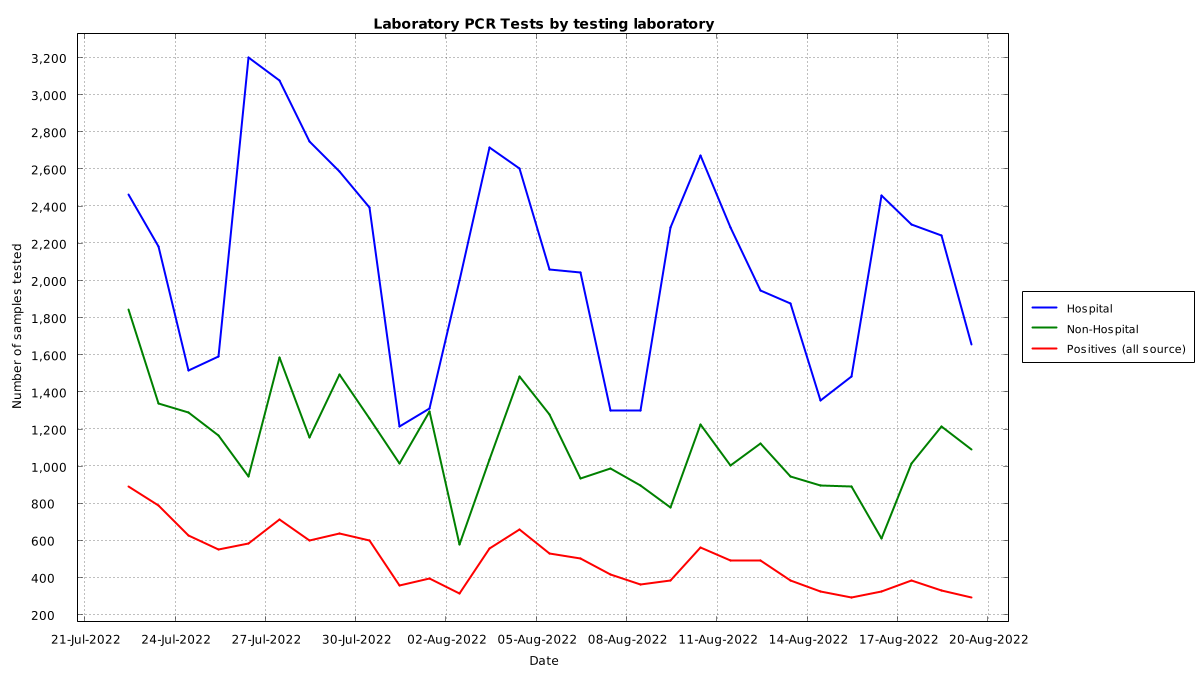 Laboratory PCR Tests by testing laboratory
3,200
3,000
2,800
2,600
2,400
2,200
2,000
1,800
1,600
1,400
1,200
1,000
800
600
400
200
Number of samples tested
21-Jul-2022 24-Jul-2022 27-Jul-2022 30-Jul-2022 02-Aug-2022 05-Aug-2022 08-Aug-2022 11-Aug-2022 14-Aug-2022 17-Aug-2022 20-Aug-2022
Date
Hospital
Non-Hospital
Positives (all source)